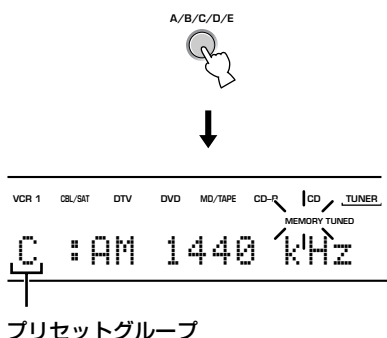 A/B/C/D/E
VCR 1 CBL/SAT DTV DVD MD/TAPE CD-R CD TUNER
MEMORY TUNED
C :AM 1440 kHz
プリセットグループ